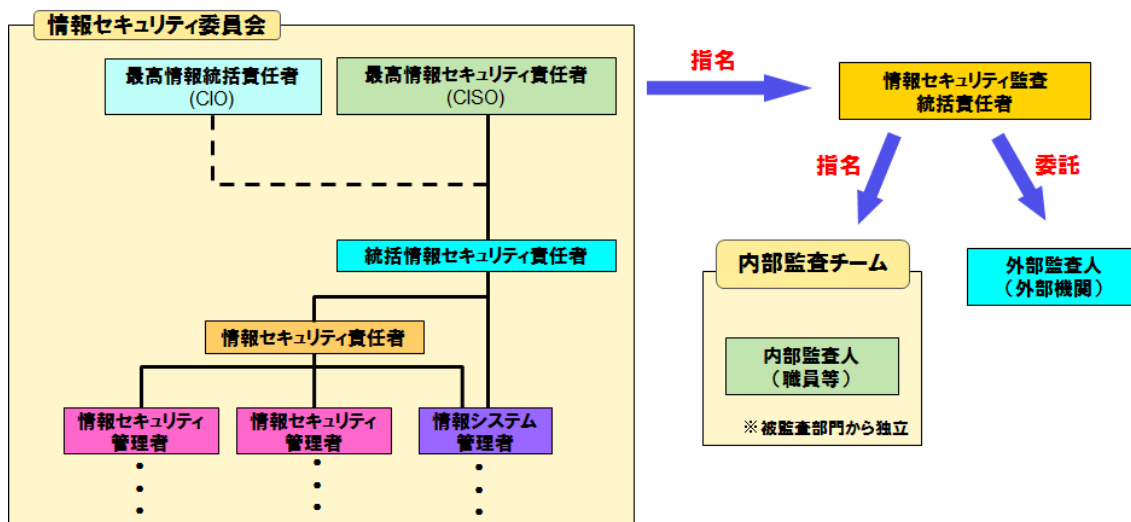 情報セキュリティ委員会
最高情報統括責任者
(CIO)
最高情報セキュリティ責任者
(CISO)
指名
情報セキュリティ監査
統括責任者
指名
委託
統括情報セキュリティ責任者
内部監査チーム
外部監査人
（外部機関）
情報セキュリティ責任者
内部監査人
（職員等）
情報セキュリティ
管理者
情報セキュリティ
管理者
情報システム
管理者
※被監査部門から独立